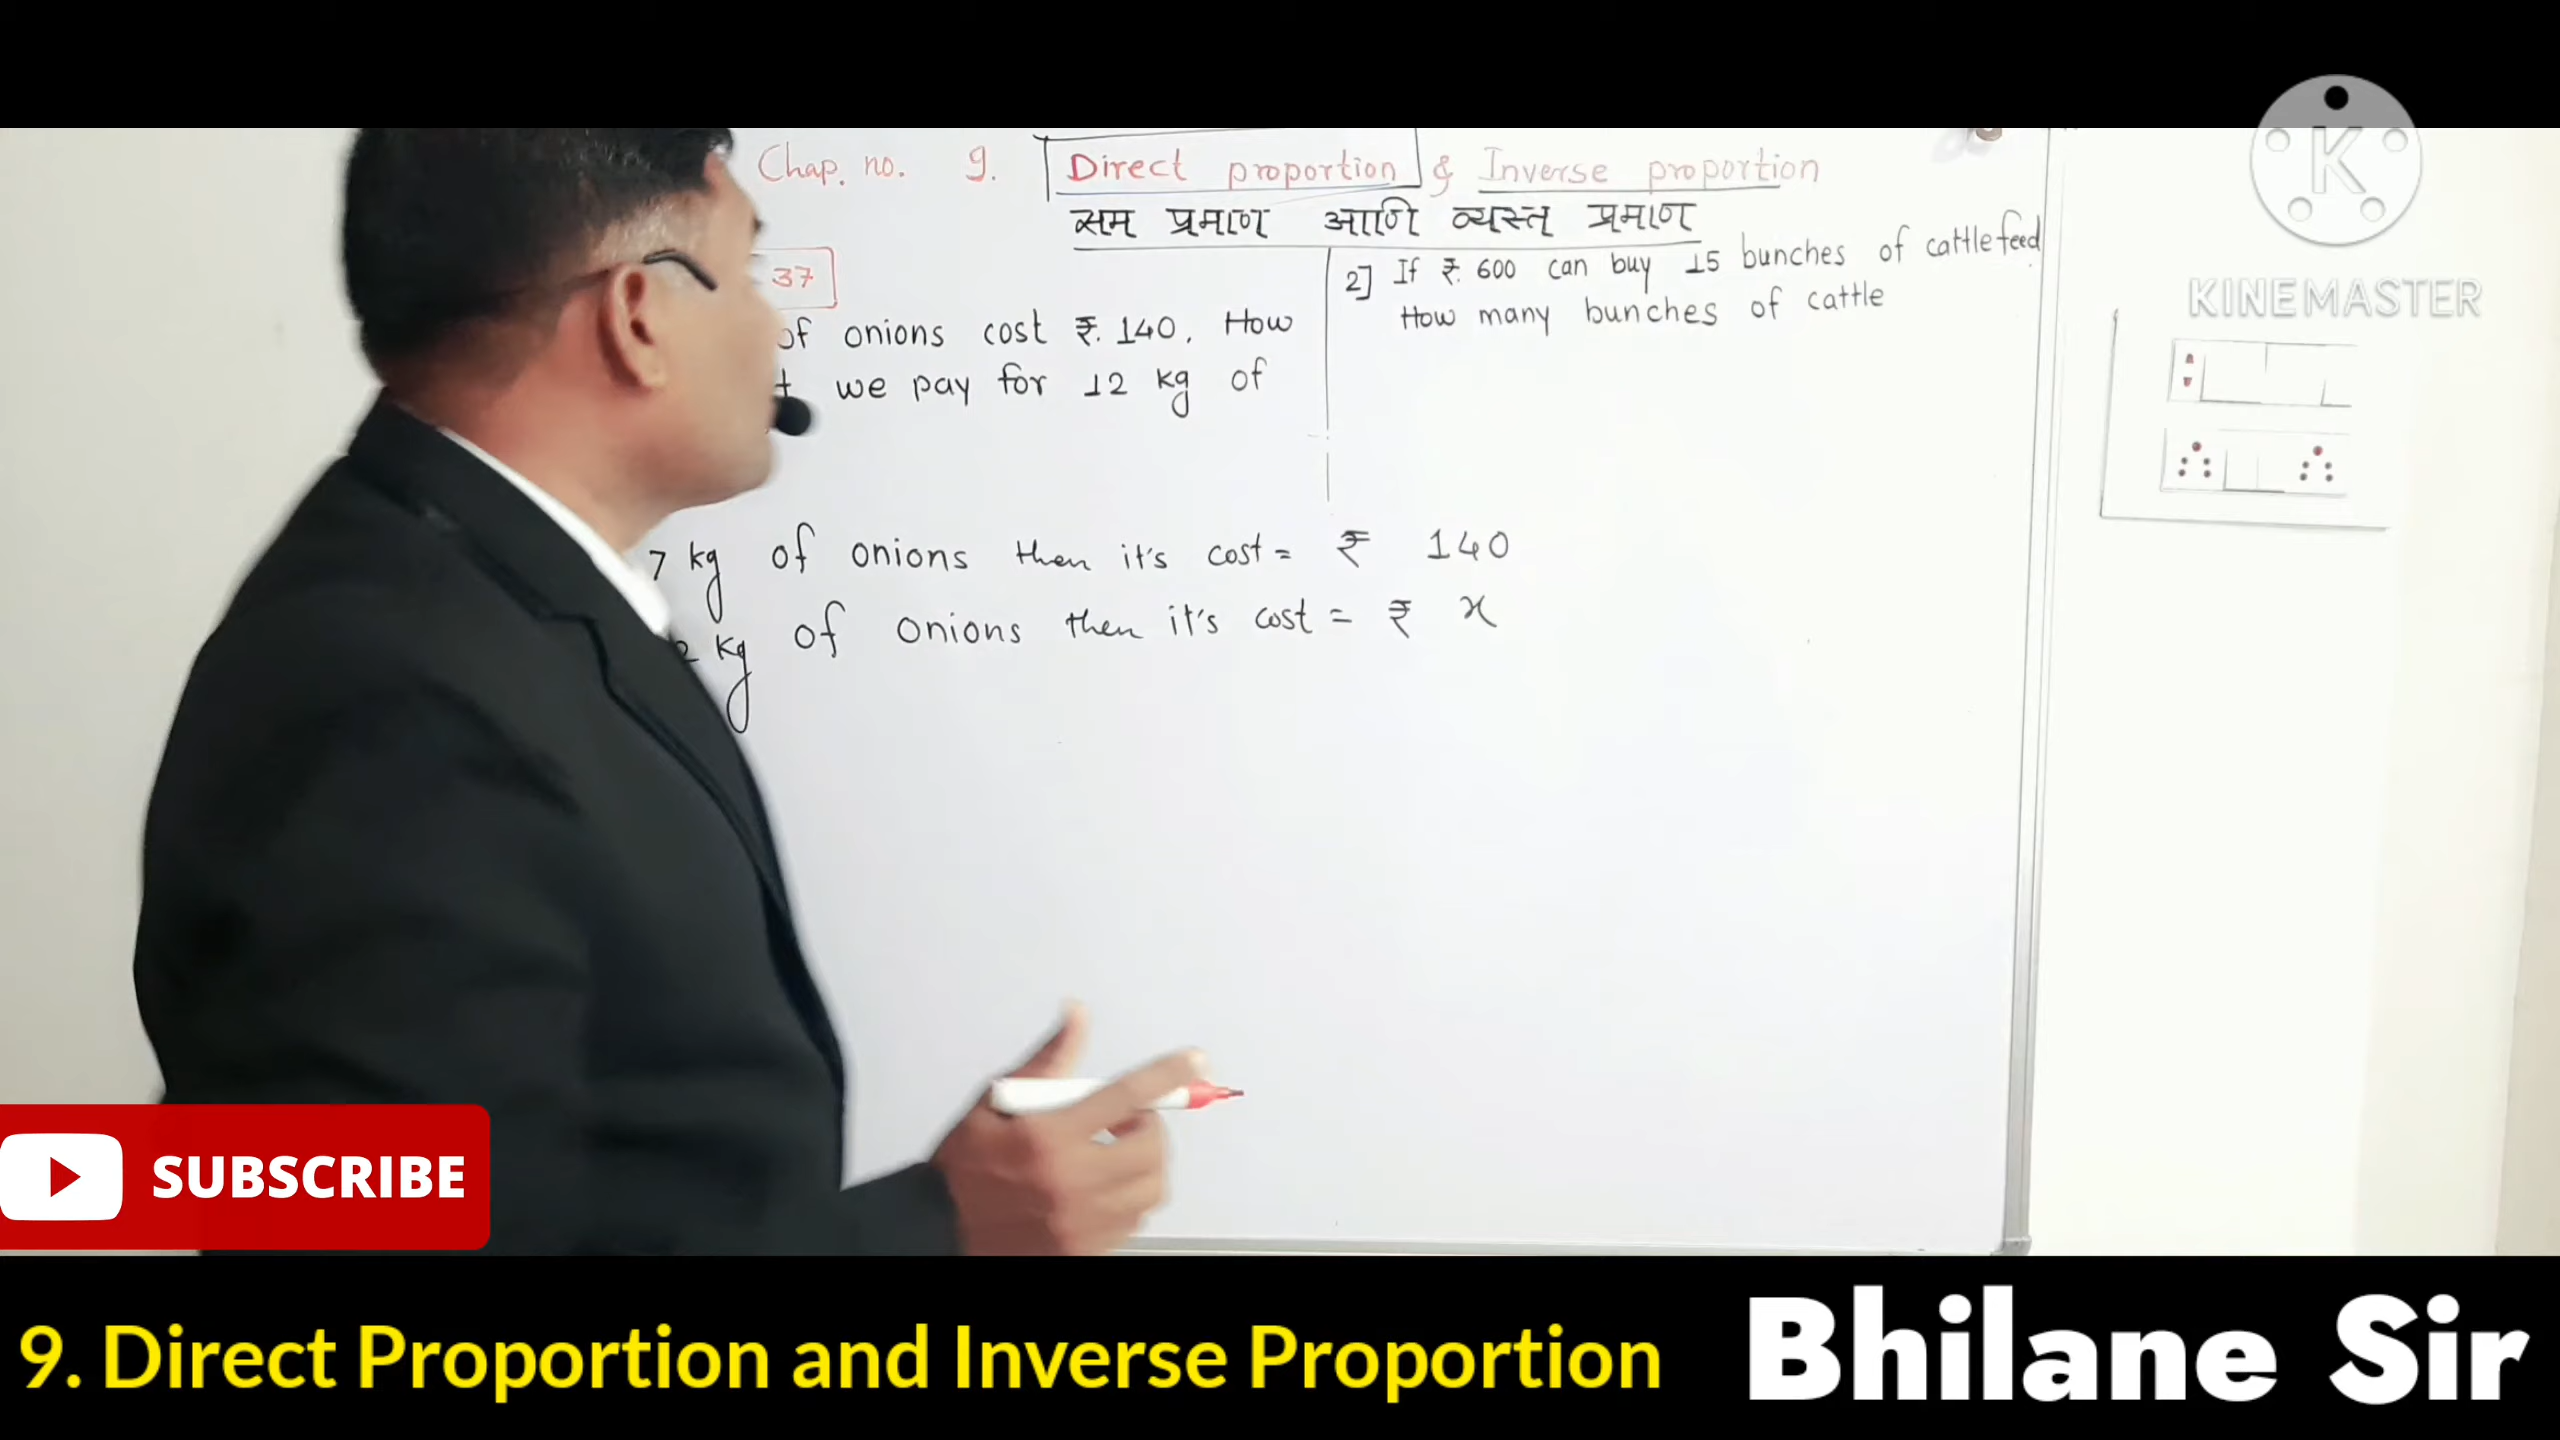 Chap. no. 9. Direct proportion & Inverse proportion
सम प्रमाण आणि व्यस्त प्रमाण
37
of onions cost ₹. 140. How
we pay for 12 kg of
2] If ₹. 600 can buy 15 bunches of cattle feed.
How many bunches of cattle
7 kg of onions then it's cost = ₹ 140
2 kg of onions then it's cost = ₹ x
K
KINEMASTER
SUBSCRIBE
9. Direct Proportion and Inverse Proportion
Bhilane Sir